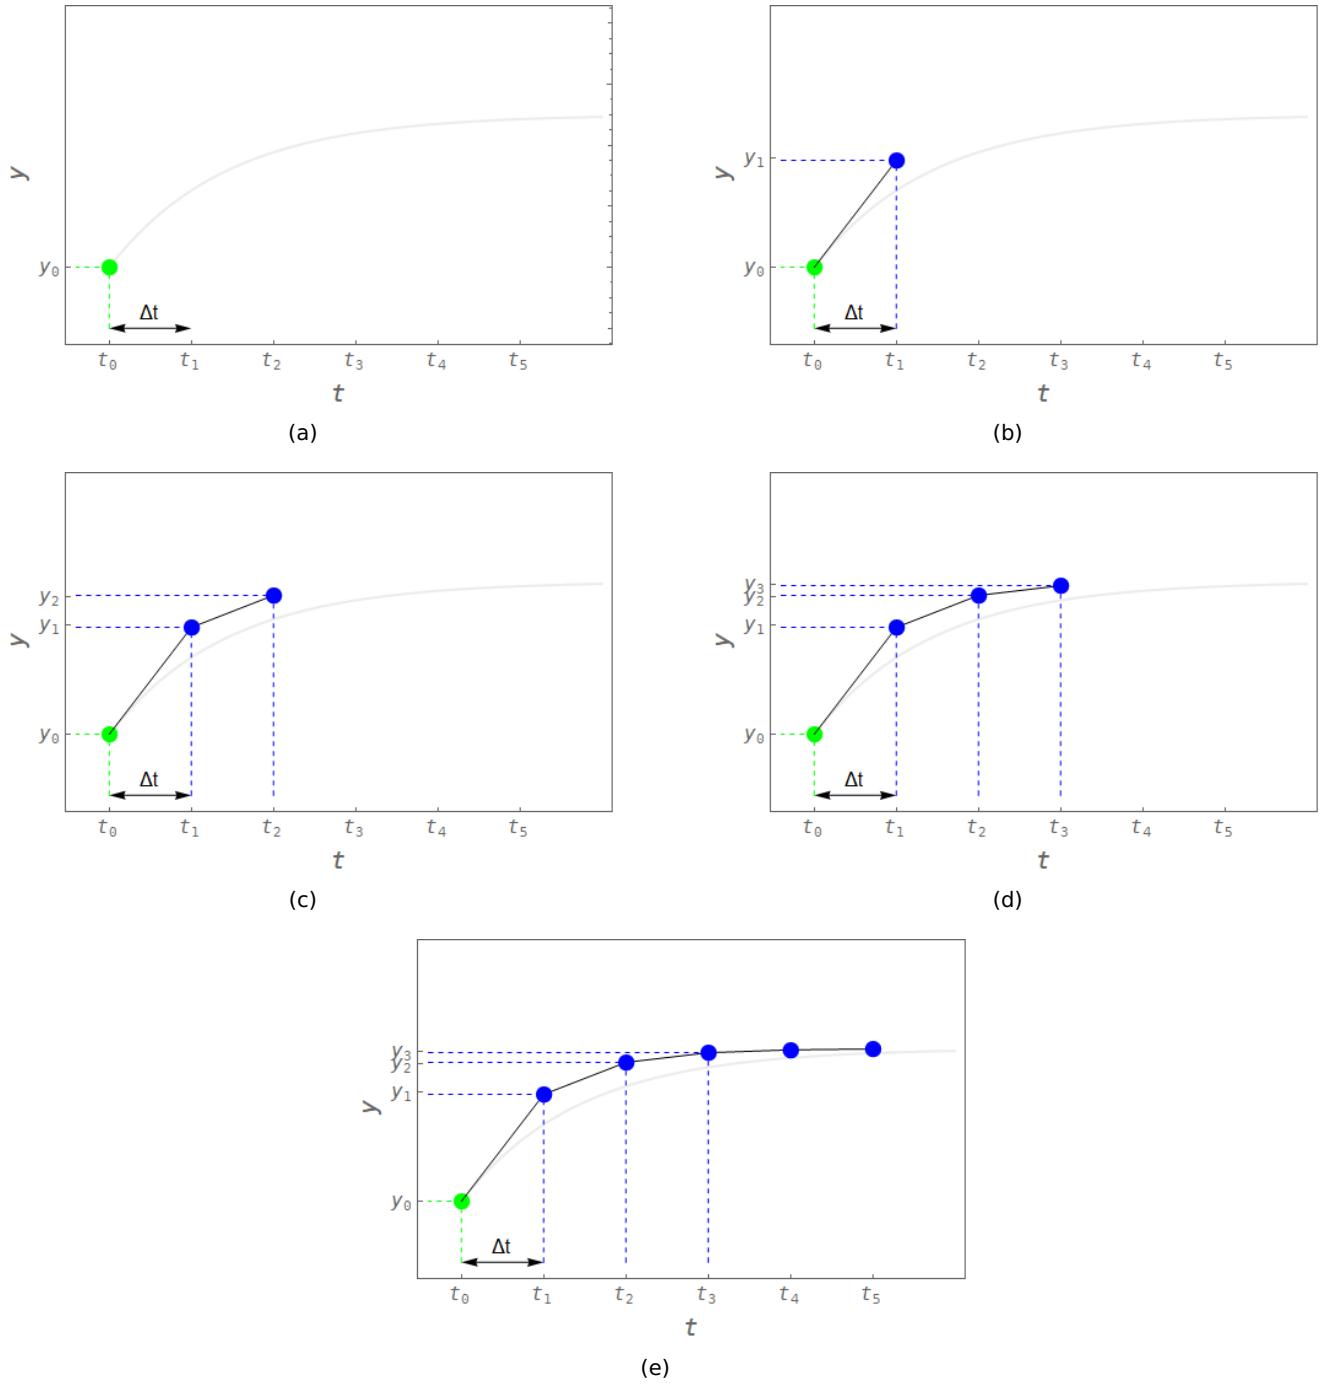 y
y₀
Δt
t₀ t₁ t₂ t₃ t₄ t₅
t
(a)
y₁
y
y₀
Δt
t₀ t₁ t₂ t₃ t₄ t₅
t
(b)
y₂
y₁
y
y₀
Δt
t₀ t₁ t₂ t₃ t₄ t₅
t
(c)
y₃
y₂
y₁
y
y₀
Δt
t₀ t₁ t₂ t₃ t₄ t₅
t
(d)
y₃
y₂
y₁
y
y₀
Δt
t₀ t₁ t₂ t₃ t₄ t₅
t
(e)